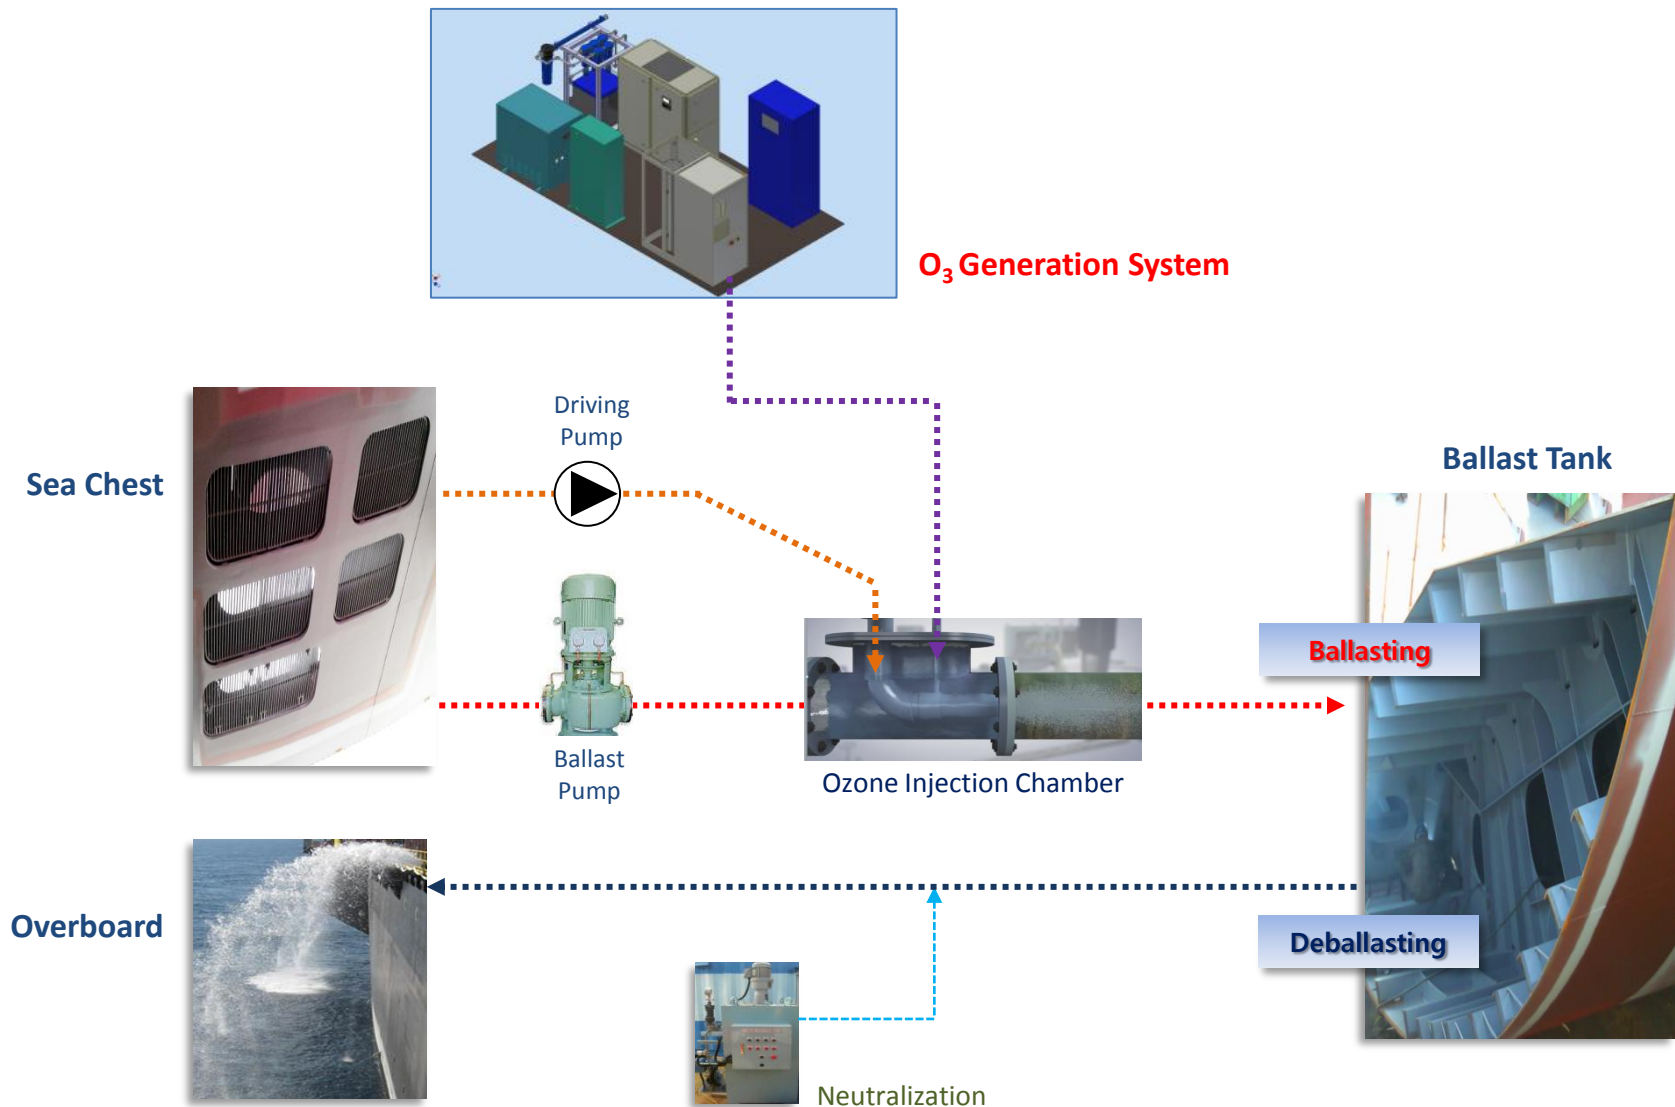 O₃ Generation System
Driving
Pump
Sea Chest
Ballast Tank
Ballasting
Ballast
Pump
Ozone Injection Chamber
Overboard
Deballasting
Neutralization